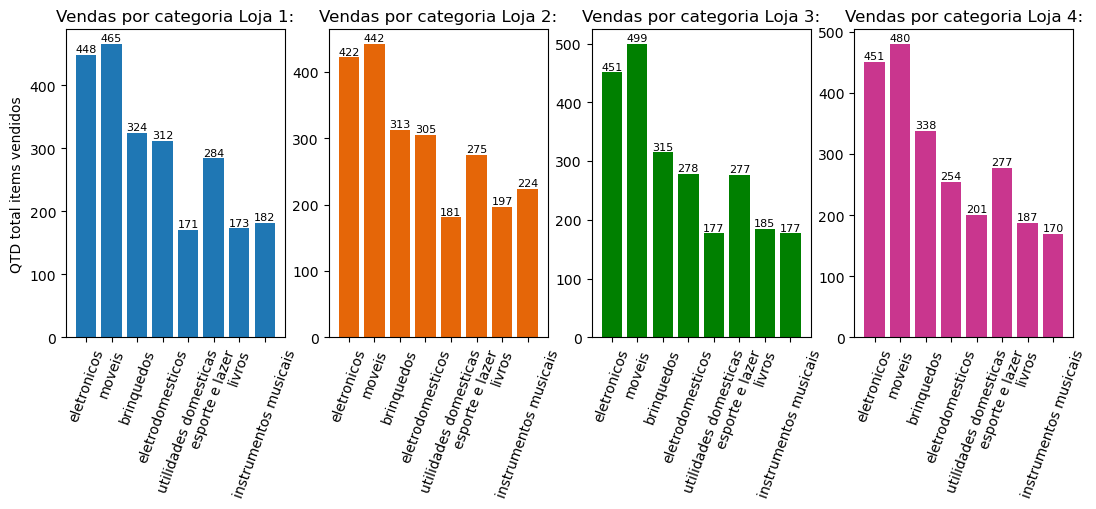 Vendas por categoria Loja 1:
QTD total items vendidos
400
300
200
100
0
448
465
324
312
171
284
173
182
eletronicos
moveis
brinquedos
eletrodomesticos
utilidades domesticas
esporte e lazer
livros
instrumentos musicais
Vendas por categoria Loja 2:
400
300
200
100
0
422
442
313
305
181
275
197
224
eletronicos
moveis
brinquedos
eletrodomesticos
utilidades domesticas
esporte e lazer
livros
instrumentos musicais
Vendas por categoria Loja 3:
500
400
300
200
100
0
451
499
315
278
177
277
185
177
eletronicos
moveis
brinquedos
eletrodomesticos
utilidades domesticas
esporte e lazer
livros
instrumentos musicais
Vendas por categoria Loja 4:
500
400
300
200
100
0
451
480
338
254
201
277
187
170
eletronicos
moveis
brinquedos
eletrodomesticos
utilidades domesticas
esporte e lazer
livros
instrumentos musicais